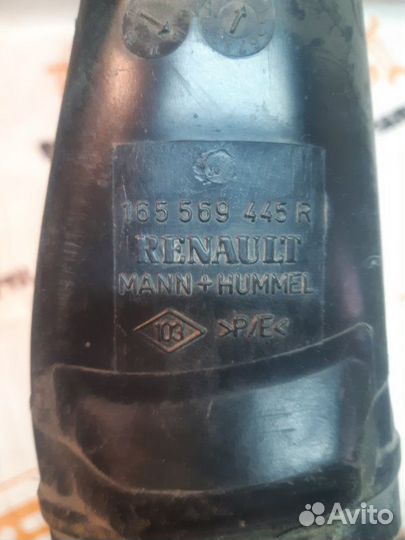 165 569 445 R
RENAULT
MANN+HUMMEL
103 >P/E<
Avito